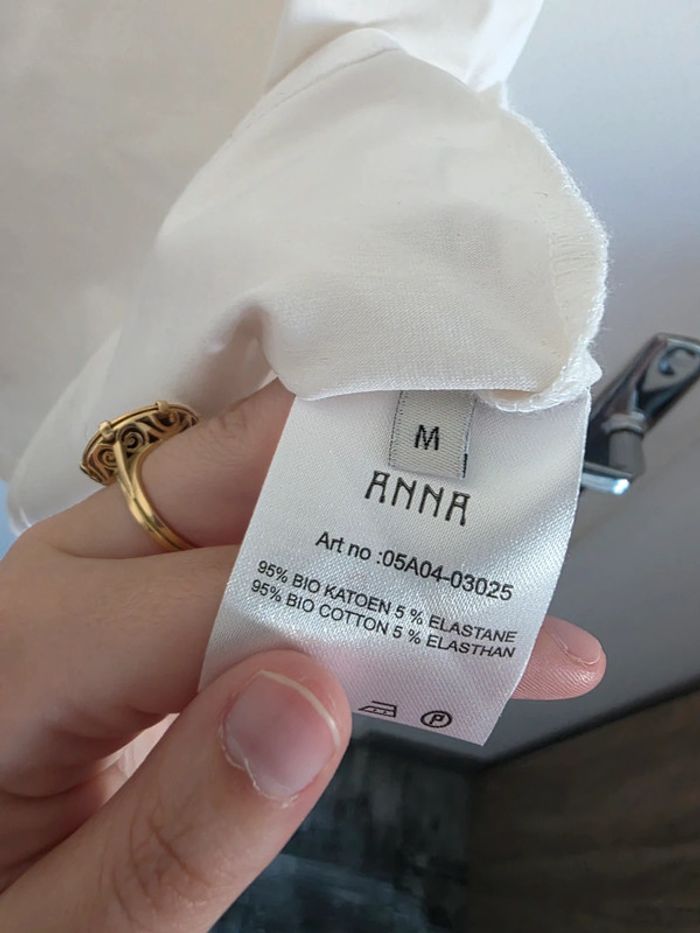 M
ANNA
Art no :05A04-03025
95% BIO KATOEN 5 % ELASTANE
95% BIO COTTON 5 % ELASTHAN
P